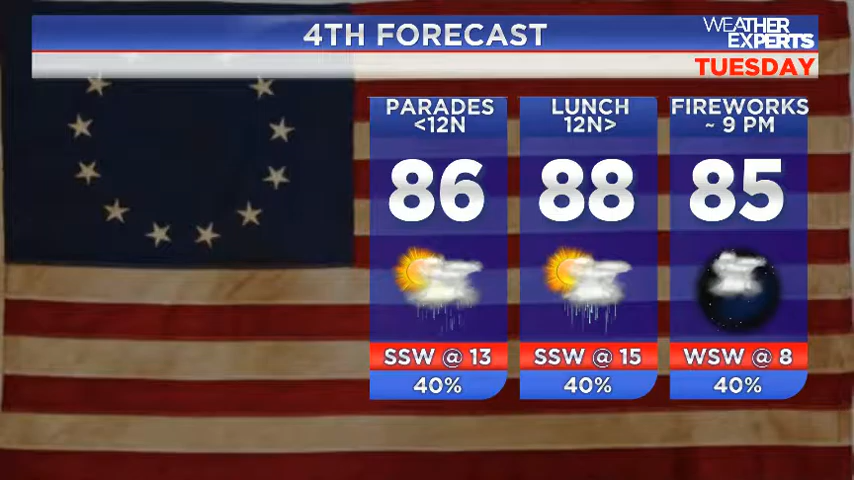 4TH FORECAST
WEATHER
EXPERTS
TUESDAY
PARADES
<12N
86
SSW @ 13
40%
LUNCH
12N>
88
SSW @ 15
40%
FIREWORKS
~ 9 PM
85
WSW @ 8
40%